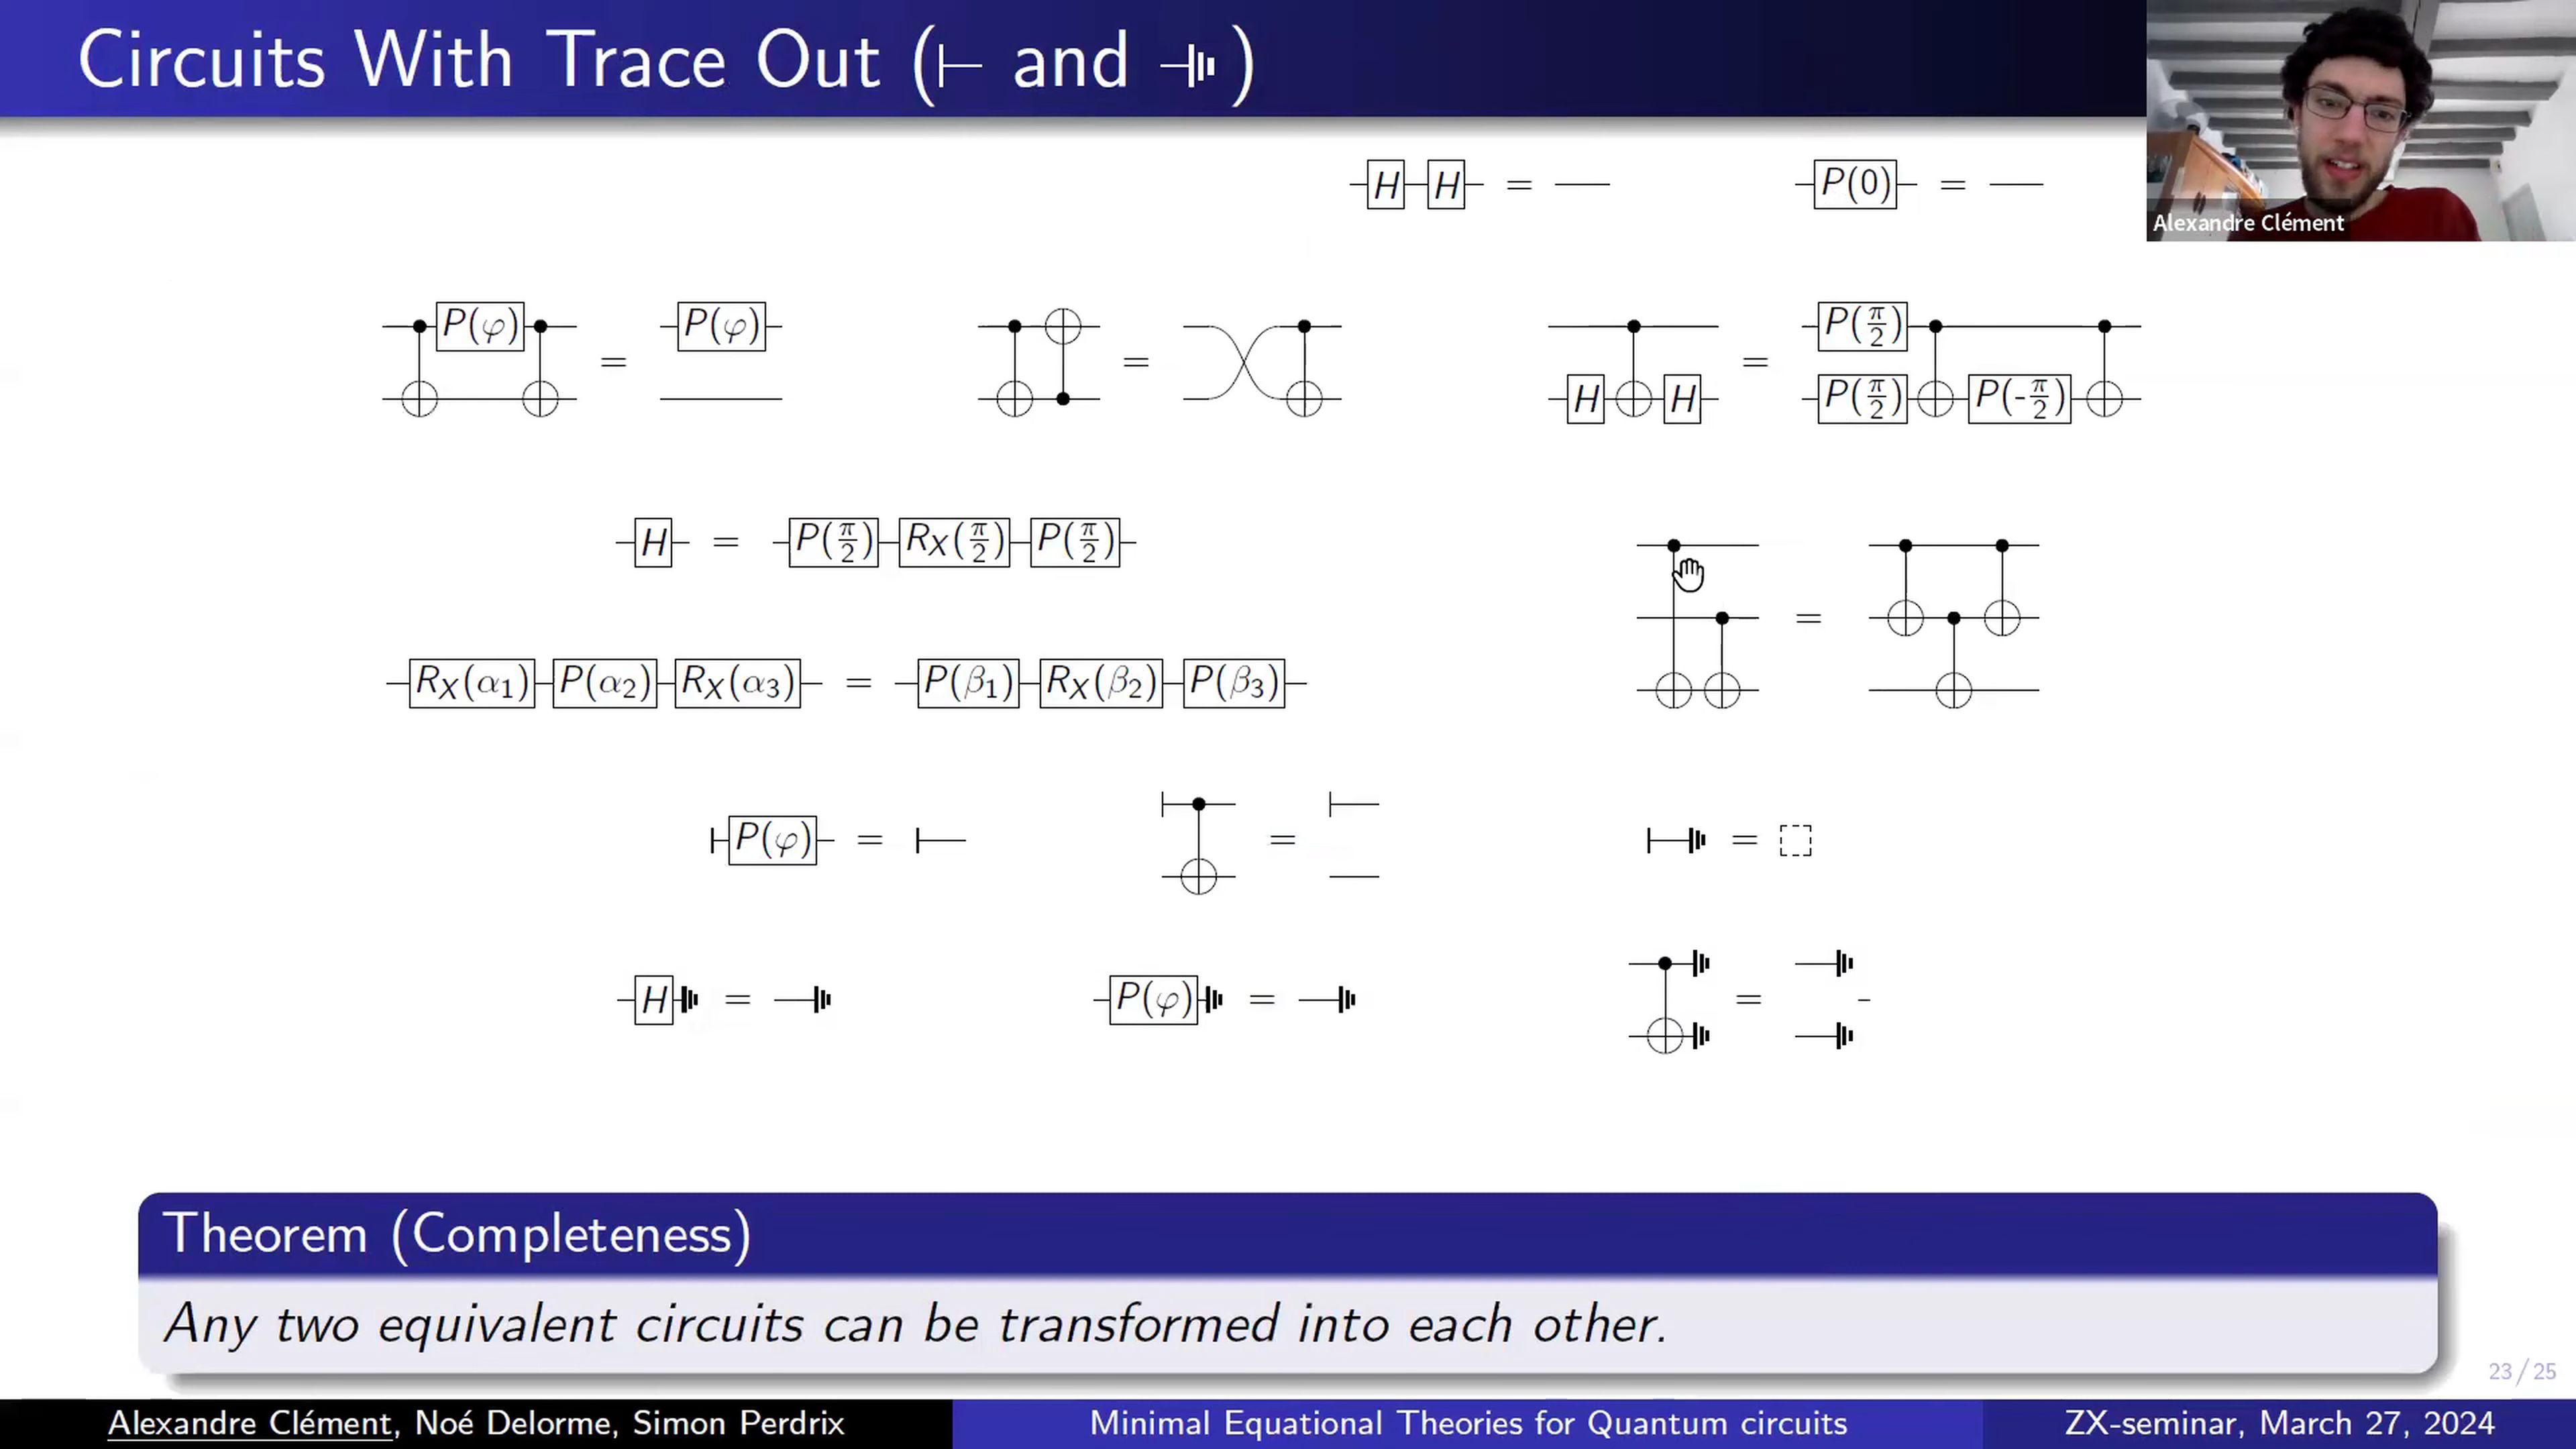 Circuits With Trace Out (⊢ and ⏚)
H H = P(0) =
Alexandre Clément
P(φ) = P(φ) = H H = P(π/2) P(π/2) P(-π/2)
H = P(π/2) R_X(π/2) P(π/2)
=
R_X(α₁) P(α₂) R_X(α₃) = P(β₁) R_X(β₂) P(β₃)
P(φ) = = =
H = P(φ) = =
Theorem (Completeness)
Any two equivalent circuits can be transformed into each other.
23 / 25
Alexandre Clément, Noé Delorme, Simon Perdrix Minimal Equational Theories for Quantum circuits ZX-seminar, March 27, 2024